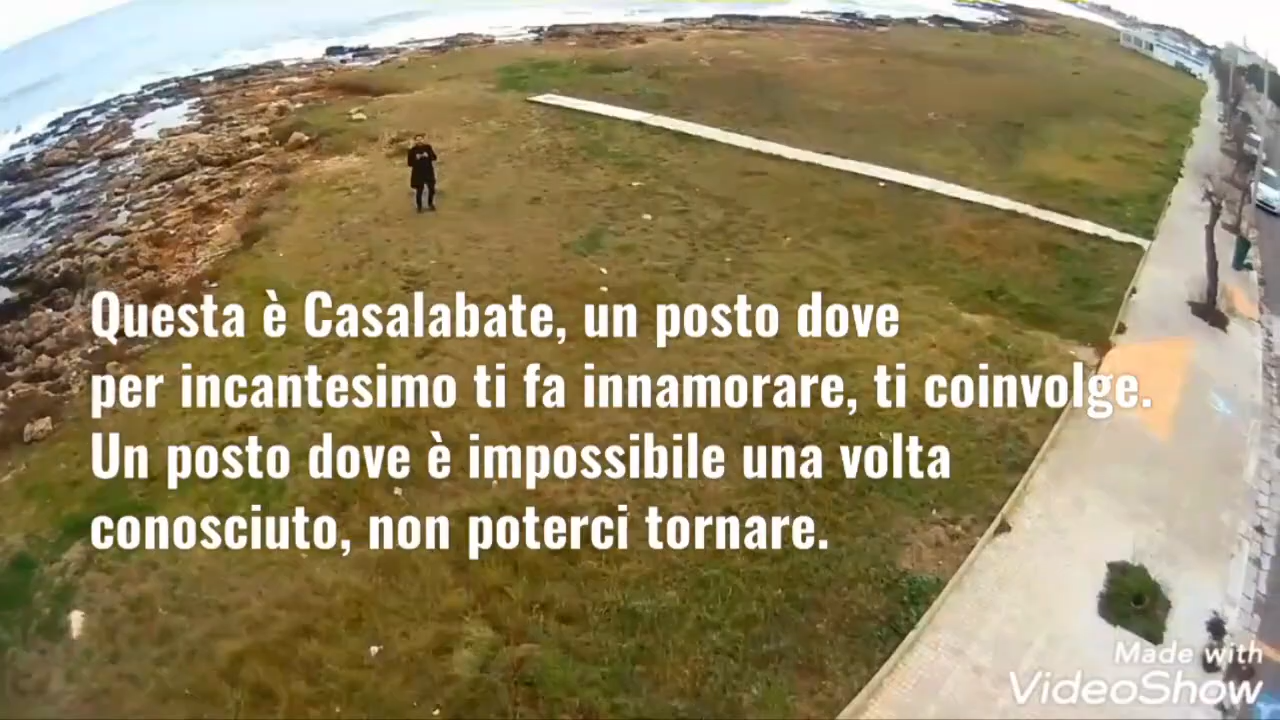 Questa è Casalabate, un posto dove
per incantesimo ti fa innamorare, ti coinvolge.
Un posto dove è impossibile una volta
conosciuto, non poterci tornare.
Made with
VideoShow